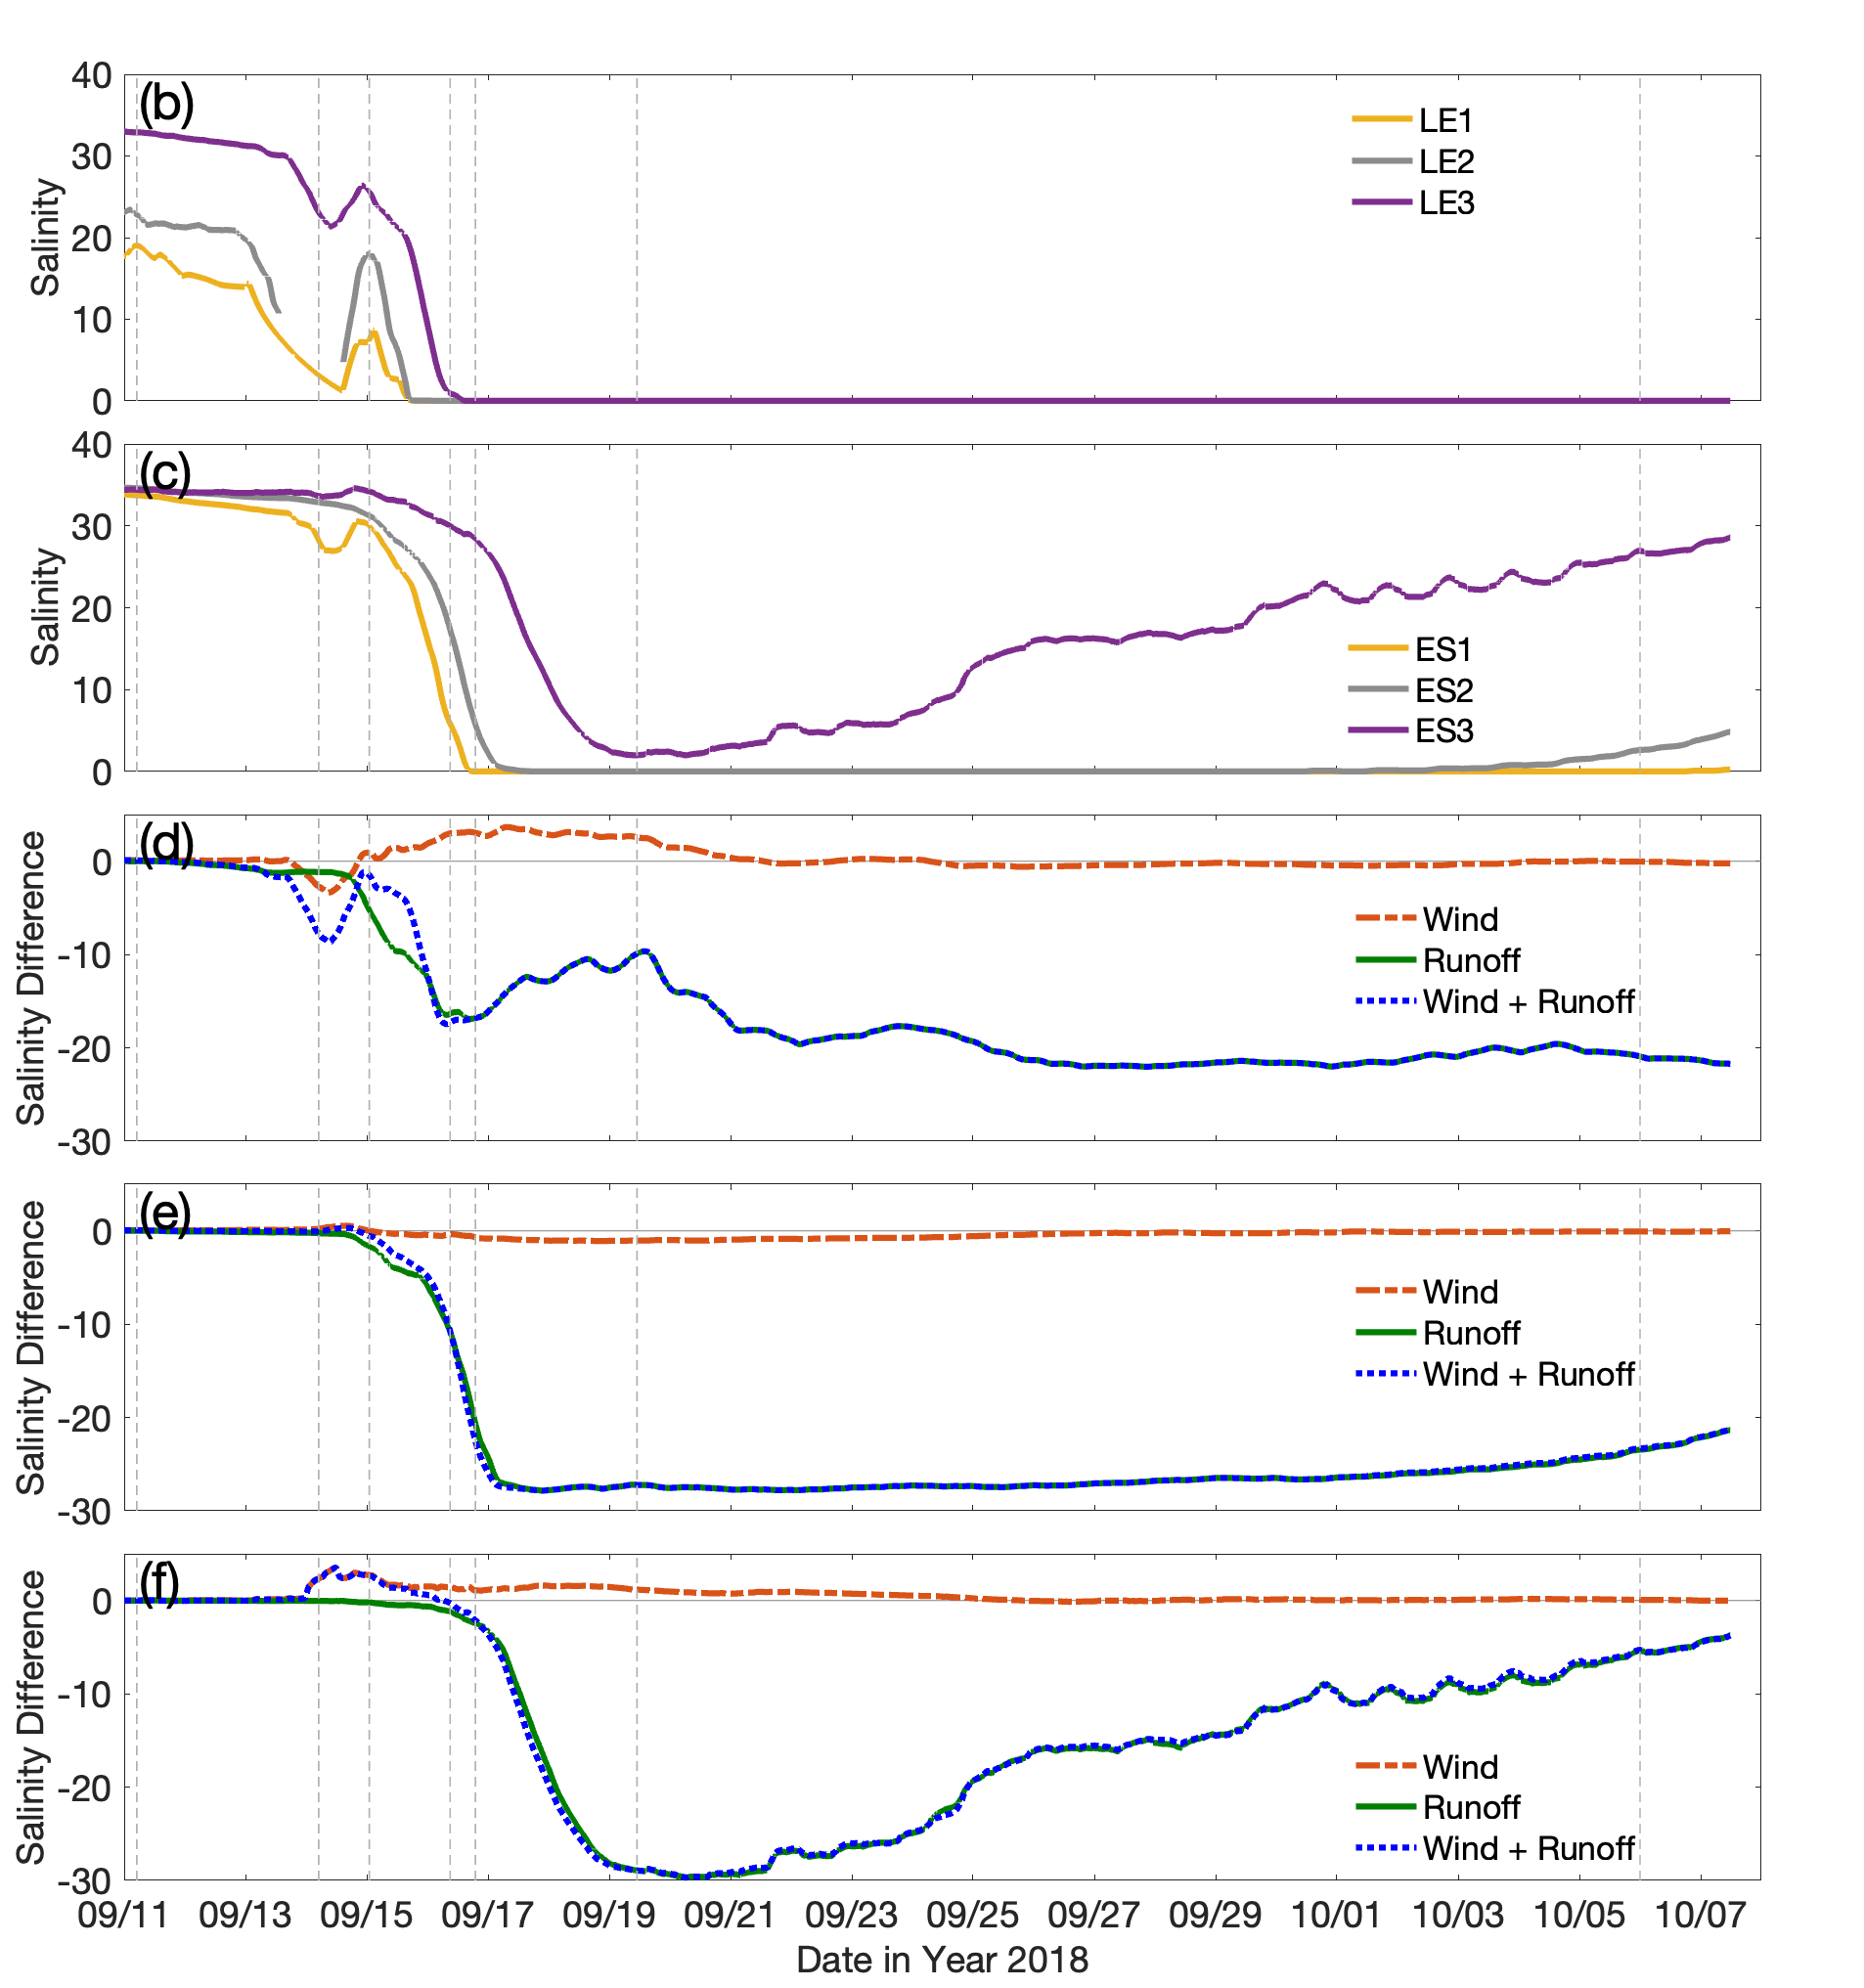 (b)
40
30
20
10
0
Salinity
LE1
LE2
LE3
(c)
40
30
20
10
0
Salinity
ES1
ES2
ES3
(d)
0
-10
-20
-30
Salinity Difference
Wind
Runoff
Wind + Runoff
(e)
0
-10
-20
-30
Salinity Difference
Wind
Runoff
Wind + Runoff
(f)
0
-10
-20
-30
Salinity Difference
Wind
Runoff
Wind + Runoff
09/11 09/13 09/15 09/17 09/19 09/21 09/23 09/25 09/27 09/29 10/01 10/03 10/05 10/07
Date in Year 2018